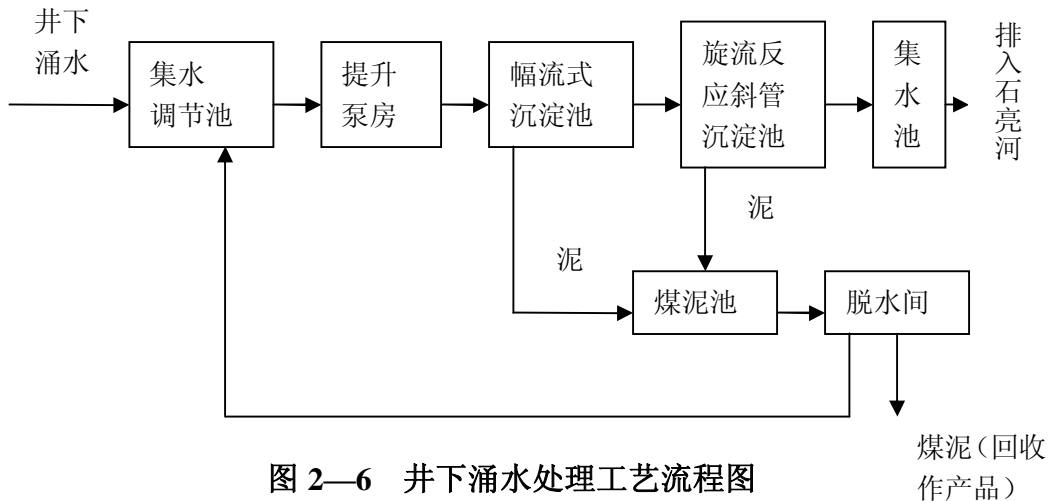 井下
涌水
集水
调节池
提升
泵房
幅流式
沉淀池
旋流反
应斜管
沉淀池
集
水
池
排
入
石
亮
河
泥
泥
煤泥池
脱水间
煤泥（回收
作产品）
图 2—6 井下涌水处理工艺流程图